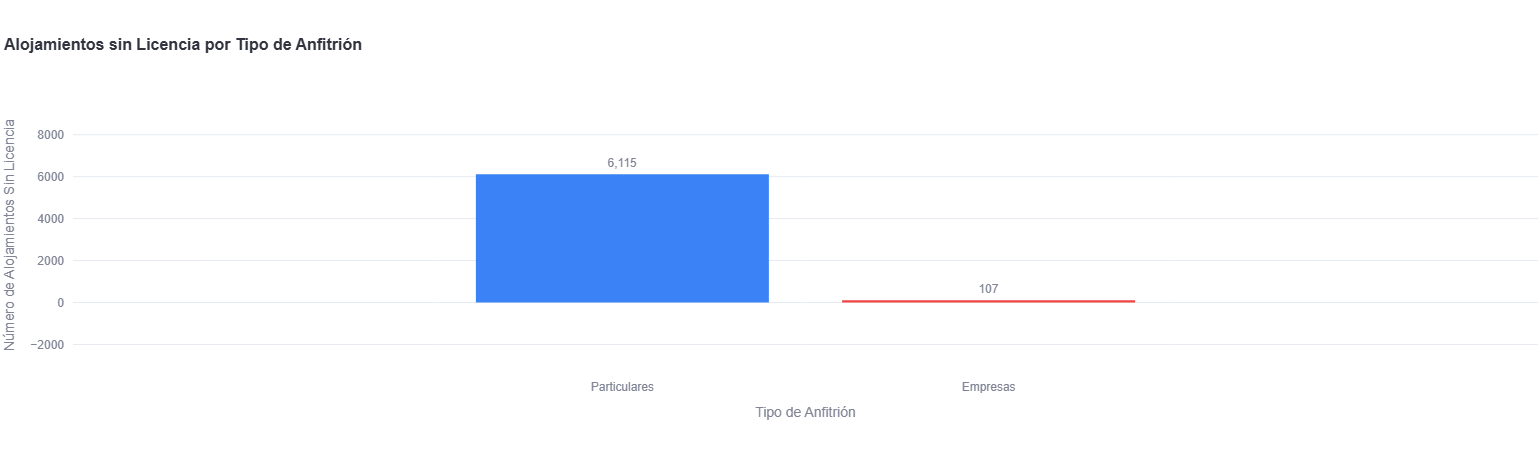 Alojamientos sin Licencia por Tipo de Anfitrión
Número de Alojamientos Sin Licencia
8000
6000
4000
2000
0
−2000
6,115
107
Particulares
Empresas
Tipo de Anfitrión